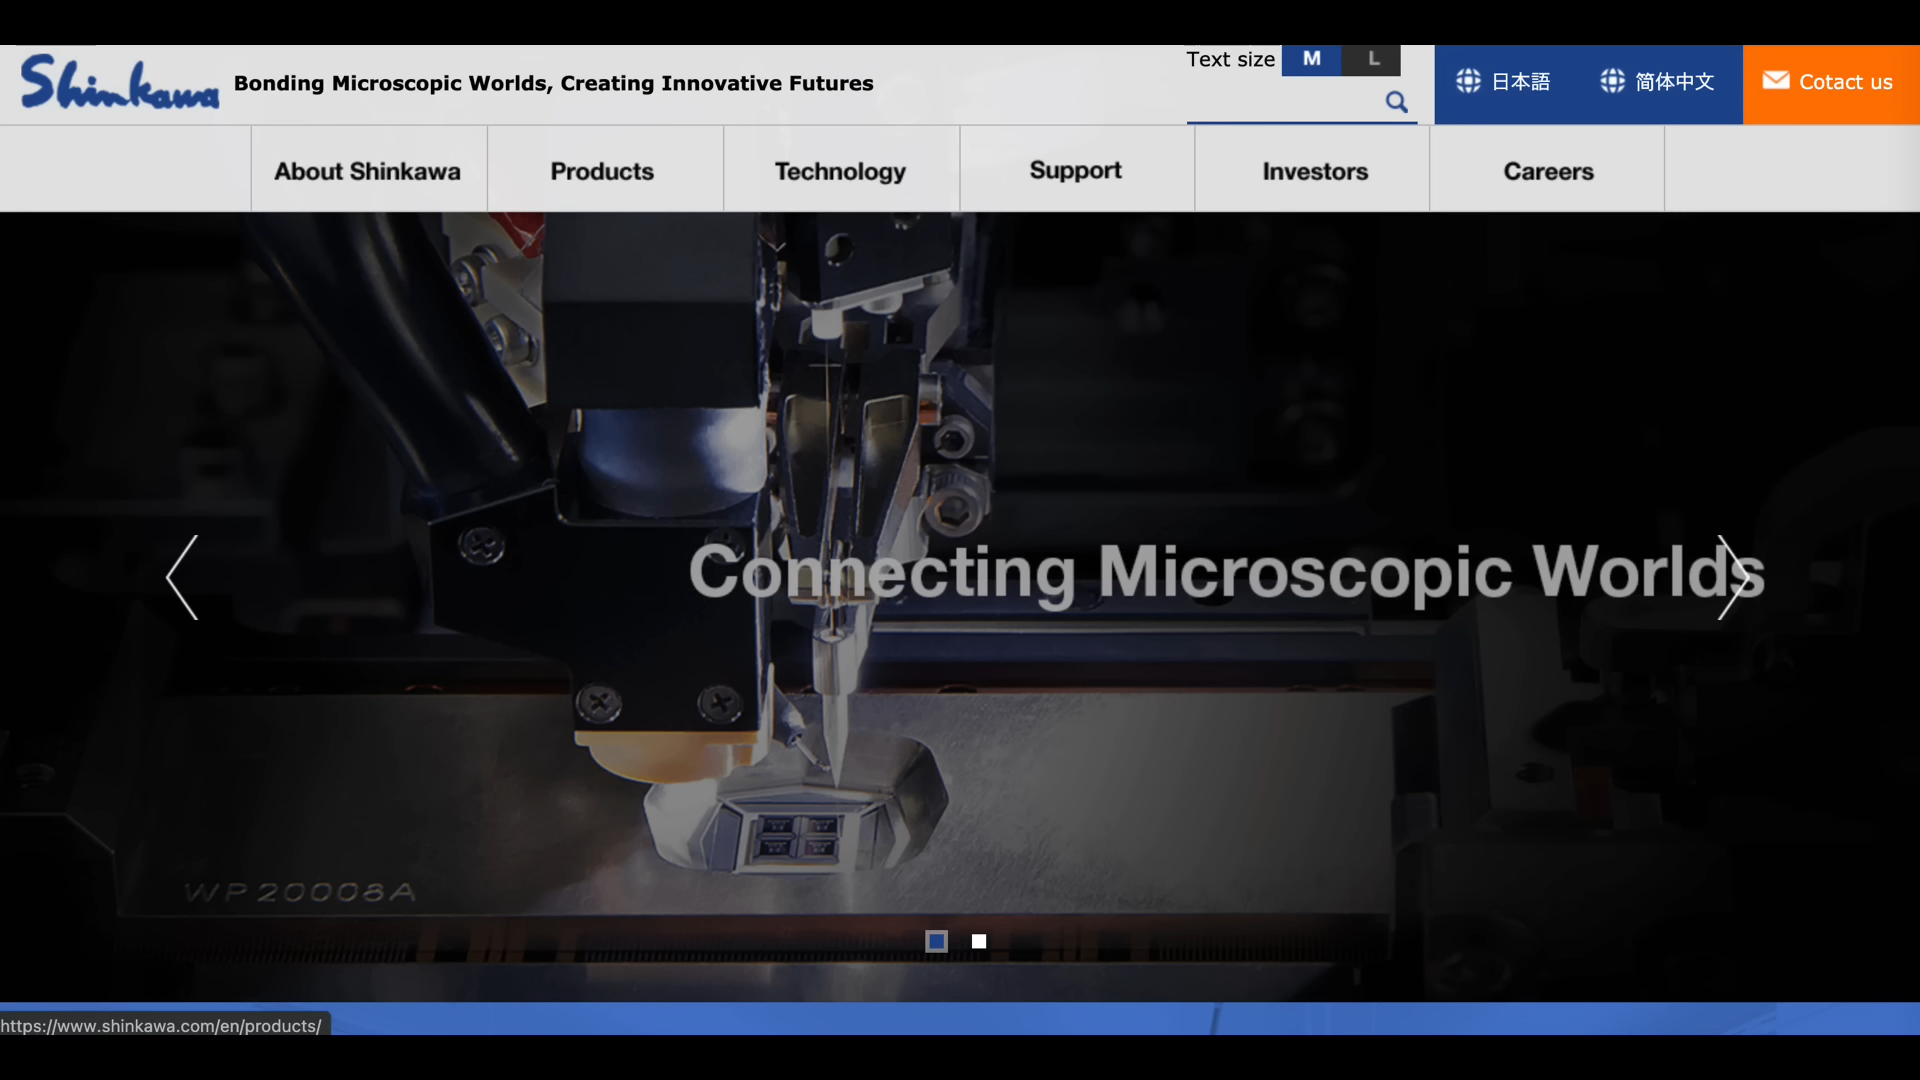 Shinkawa
Bonding Microscopic Worlds, Creating Innovative Futures
Text size M L
日本語
简体中文
Cotact us
About Shinkawa
Products
Technology
Support
Investors
Careers
Connecting Microscopic Worlds
WP20008A
https://www.shinkawa.com/en/products/